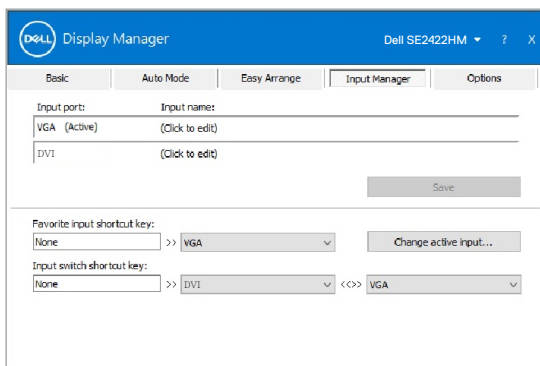 DELL Display Manager Dell SE2422HM ? X
Basic Auto Mode Easy Arrange Input Manager Options
Input port: Input name:
VGA (Active) (Click to edit)
DVI (Click to edit)
Save
Favorite input shortcut key:
None >> VGA Change active input...
Input switch shortcut key:
None >> DVI <<>> VGA